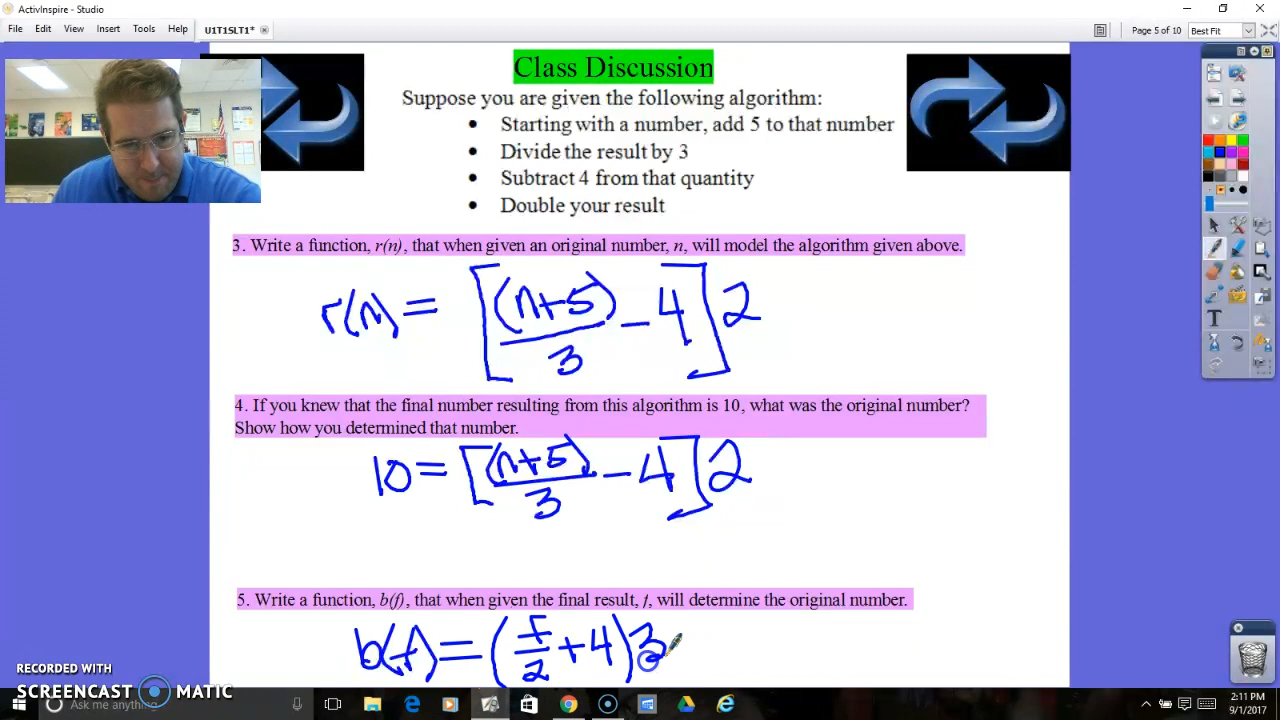 ActivInspire - Studio
File Edit View Insert Tools Help U1T1SLT1* Page 5 of 10 Best Fit
Class Discussion
Suppose you are given the following algorithm:
• Starting with a number, add 5 to that number
• Divide the result by 3
• Subtract 4 from that quantity
• Double your result
3. Write a function, r(n), that when given an original number, n, will model the algorithm given above.
r(n) = [(n+5)/3 - 4] 2
4. If you knew that the final number resulting from this algorithm is 10, what was the original number?
Show how you determined that number.
10 = [(n+5)/3 - 4] 2
5. Write a function, b(f), that when given the final result, f, will determine the original number.
b(f) = (f/2 + 4) 3
RECORDED WITH
SCREENCAST MATIC
Ask me anything
2:11 PM
9/1/2017